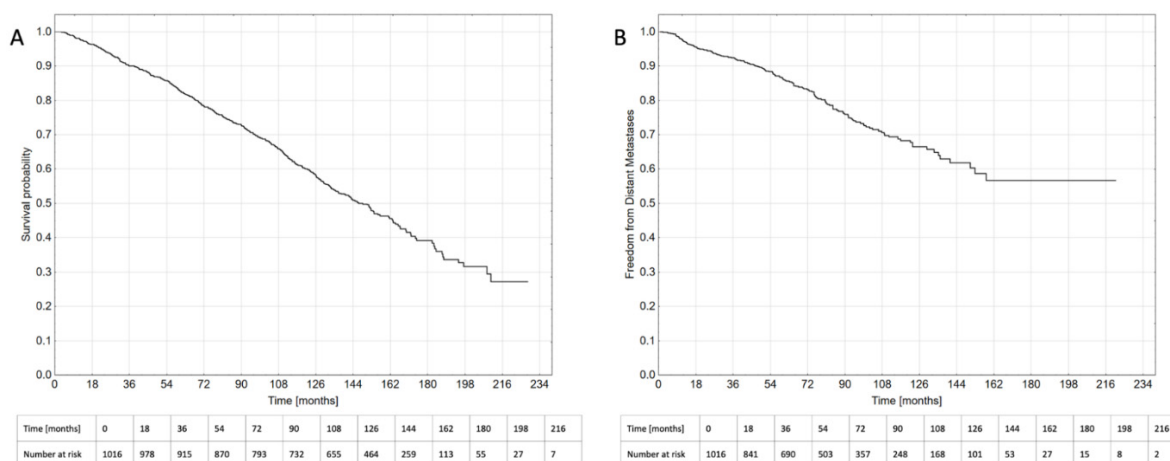 A
Survival probability
1.0
0.9
0.8
0.7
0.6
0.5
0.4
0.3
0.2
0.1
0.0
0 18 36 54 72 90 108 126 144 162 180 198 216 234
Time [months]
Time [months] 0 18 36 54 72 90 108 126 144 162 180 198 216
Number at risk 1016 978 915 870 793 732 655 464 259 113 55 27 7
B
Freedom from Distant Metastases
1.0
0.9
0.8
0.7
0.6
0.5
0.4
0.3
0.2
0.1
0.0
0 18 36 54 72 90 108 126 144 162 180 198 216 234
Time [months]
Time [months] 0 18 36 54 72 90 108 126 144 162 180 198 216
Number at risk 1016 841 690 503 357 248 168 101 53 27 15 8 2